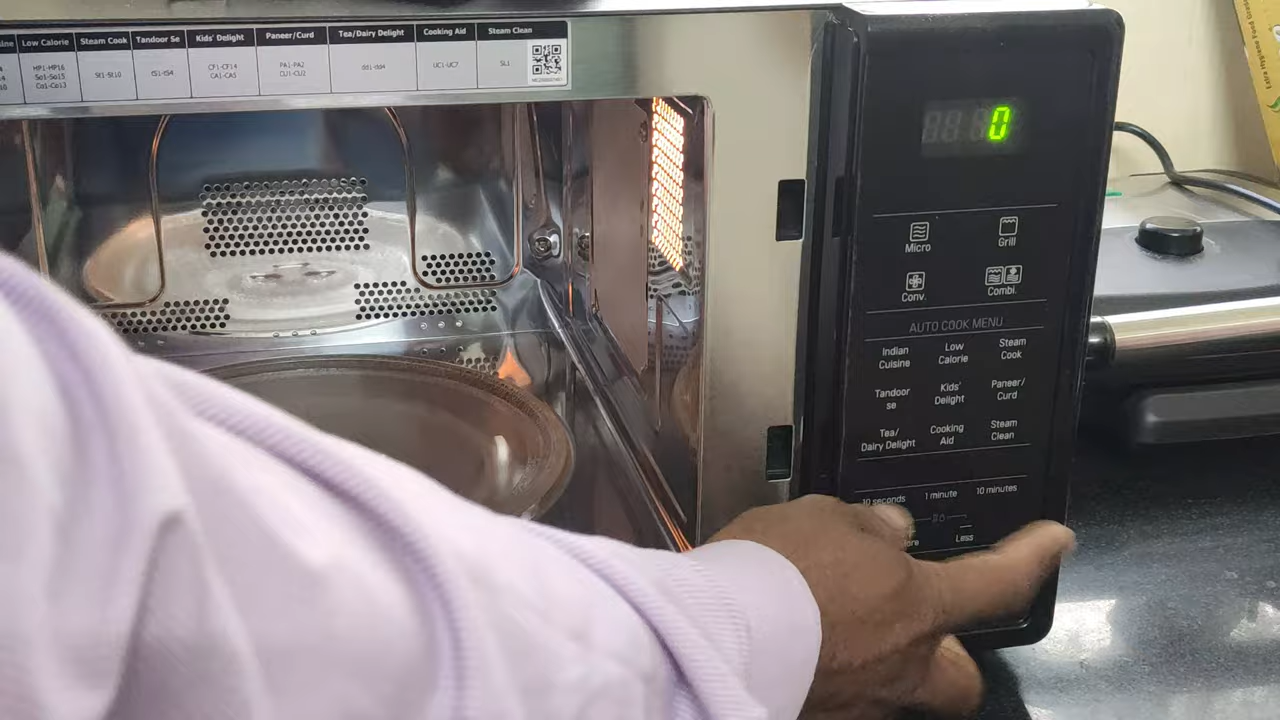 Low Calorie
Steam Cook
Tandoor Se
Kids' Delight
Paneer/Curd
Tea/Dairy Delight
Cooking Aid
Steam Clean
HP1-HP16
So1-So15
Co1-Co13
St1-St10
tS1-tS4
CF1-CF14
CA1-CA5
PA1-PA2
CU1-CU2
dd1-dd4
UC1-UC7
SL1
0
Micro
Grill
Conv.
Combi.
AUTO COOK MENU
Indian Cuisine
Low Calorie
Steam Cook
Tandoor se
Kids' Delight
Paneer/ Curd
Tea/ Dairy Delight
Cooking Aid
Steam Clean
10 seconds
1 minute
10 minutes
Less